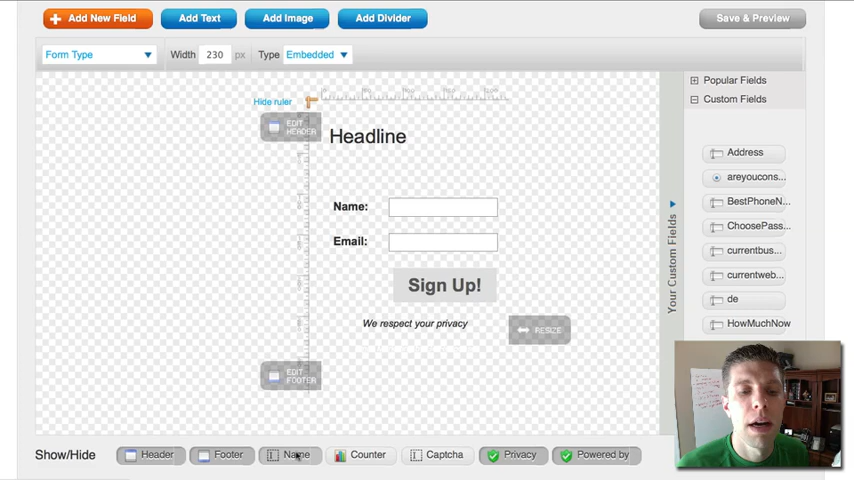 Add New Field Add Text Add Image Add Divider Save & Preview
Form Type Width 230 px Type Embedded
Popular Fields
Custom Fields
Hide ruler
EDIT HEADER
Headline
Address
areyoucons...
Name:
BestPhoneN...
ChoosePass...
Email:
currentbus...
currentweb...
Sign Up!
de
We respect your privacy
RESIZE
HowMuchNow
Your Custom Fields
EDIT FOOTER
Show/Hide Header Footer Name Counter Captcha Privacy Powered by